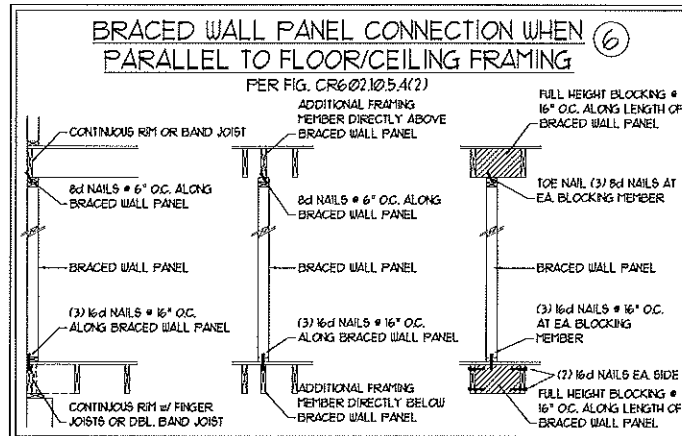 BRACED WALL PANEL CONNECTION WHEN
PARALLEL TO FLOOR/CEILING FRAMING
6
PER FIG. CR602.10.5.4(2)
CONTINUOUS RIM OR BAND JOIST
8d NAILS @ 6" O.C. ALONG
BRACED WALL PANEL
BRACED WALL PANEL
(3) 16d NAILS @ 16" O.C.
ALONG BRACED WALL PANEL
CONTINUOUS RIM w/ FINGER
JOISTS OR DBL. BAND JOIST
ADDITIONAL FRAMING
MEMBER DIRECTLY ABOVE
BRACED WALL PANEL
8d NAILS @ 6" O.C. ALONG
BRACED WALL PANEL
BRACED WALL PANEL
(3) 16d NAILS @ 16" O.C.
ALONG BRACED WALL PANEL
ADDITIONAL FRAMING
MEMBER DIRECTLY BELOW
BRACED WALL PANEL
FULL HEIGHT BLOCKING @
16" O.C. ALONG LENGTH OF
BRACED WALL PANEL
TOE NAIL (3) 8d NAILS AT
EA. BLOCKING MEMBER
BRACED WALL PANEL
(3) 16d NAILS @ 16" O.C.
AT EA. BLOCKING
MEMBER
(2) 16d NAILS EA. SIDE
FULL HEIGHT BLOCKING @
16" O.C. ALONG LENGTH OF
BRACED WALL PANEL